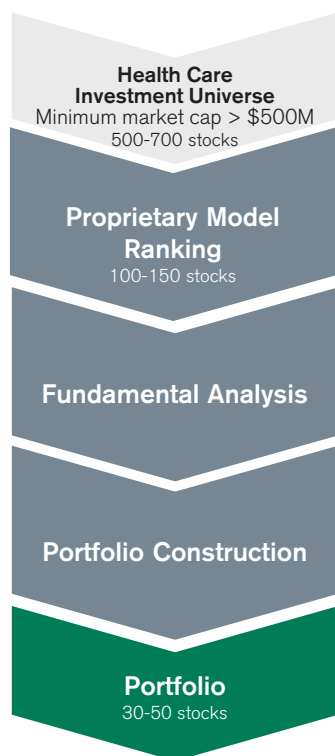 Health Care
Investment Universe
Minimum market cap > $500M
500-700 stocks
Proprietary Model
Ranking
100-150 stocks
Fundamental Analysis
Portfolio Construction
Portfolio
30-50 stocks